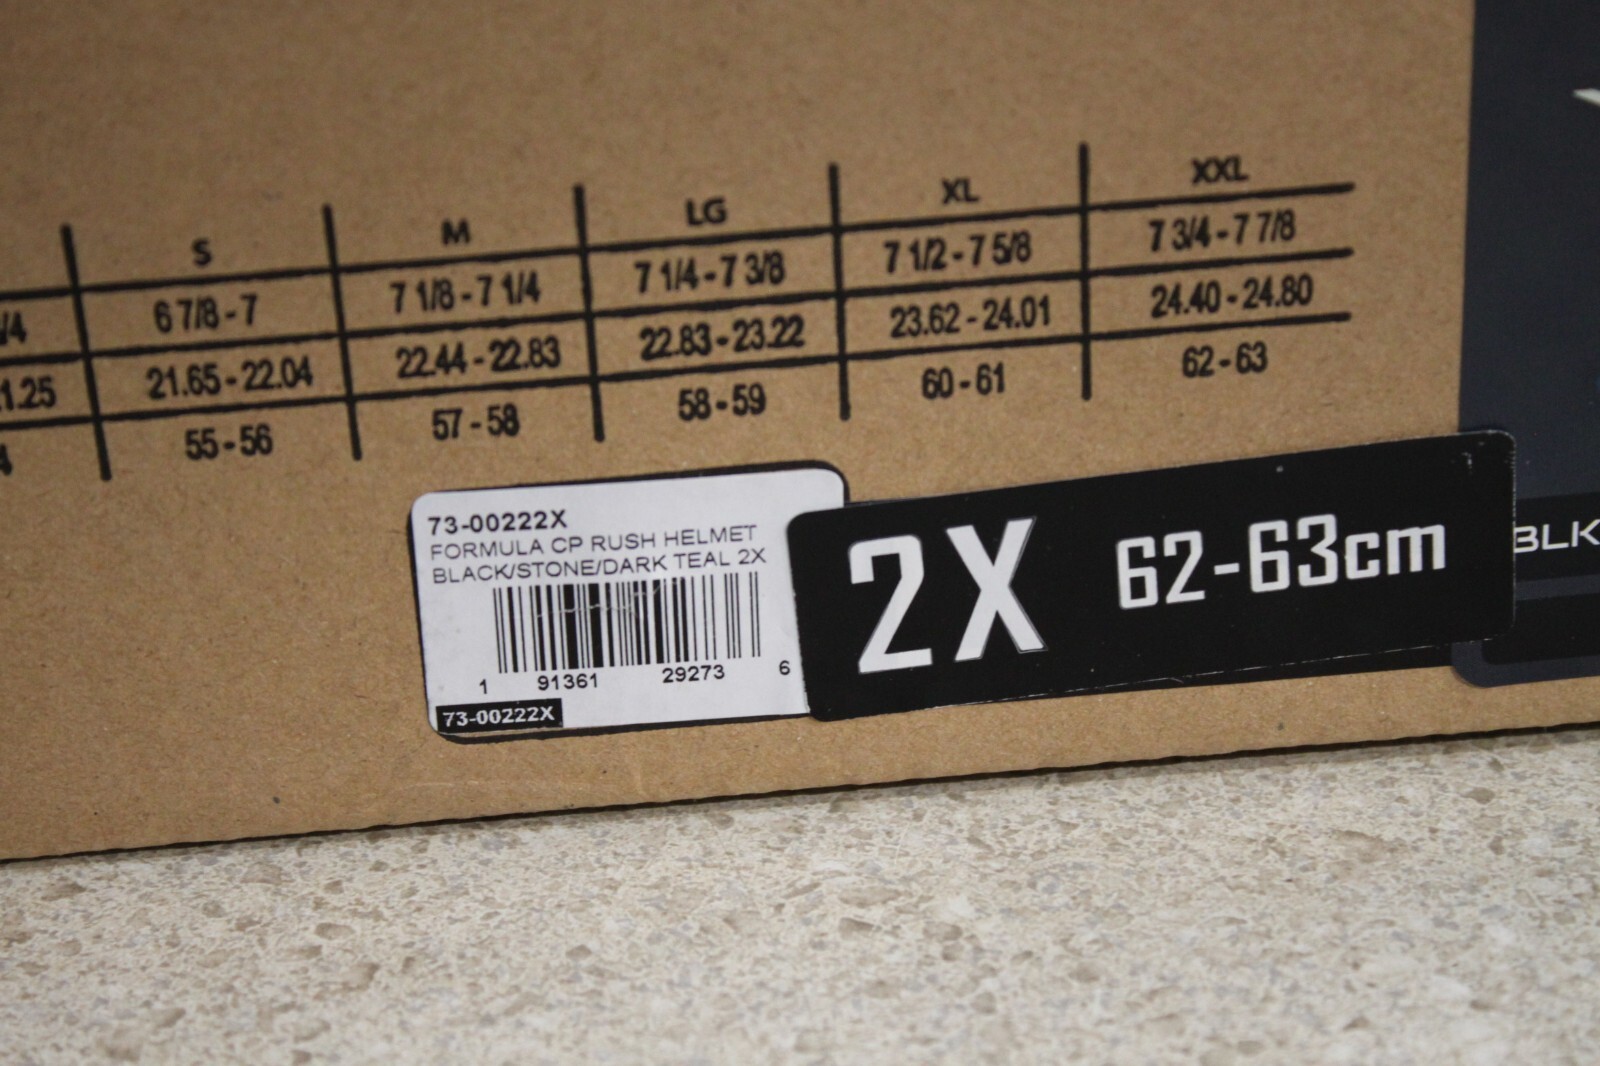 S M LG XL XXL
/4 6 7/8 - 7 7 1/8 - 7 1/4 7 1/4 - 7 3/8 7 1/2 - 7 5/8 7 3/4 - 7 7/8
1.25 21.65 - 22.04 22.44 - 22.83 22.83 - 23.22 23.62 - 24.01 24.40 - 24.80
4 55 - 56 57 - 58 58 - 59 60 - 61 62 - 63
73-00222X
FORMULA CP RUSH HELMET
BLACK/STONE/DARK TEAL 2X
1 91361 29273 6
73-00222X
2X 62-63cm
BLK